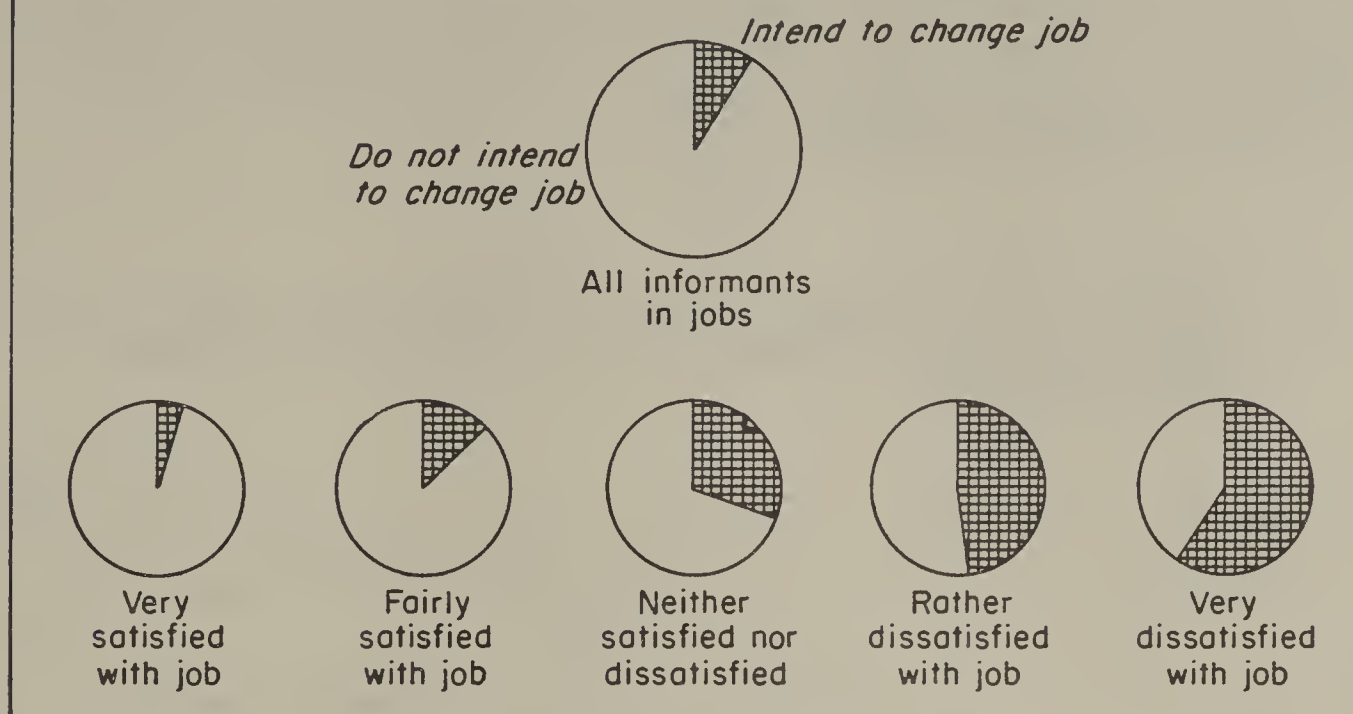 Intend to change job
Do not intend
to change job
All informants
in jobs
Very
satisfied
with job
Fairly
satisfied
with job
Neither
satisfied nor
dissatisfied
Rather
dissatisfied
with job
Very
dissatisfied
with job